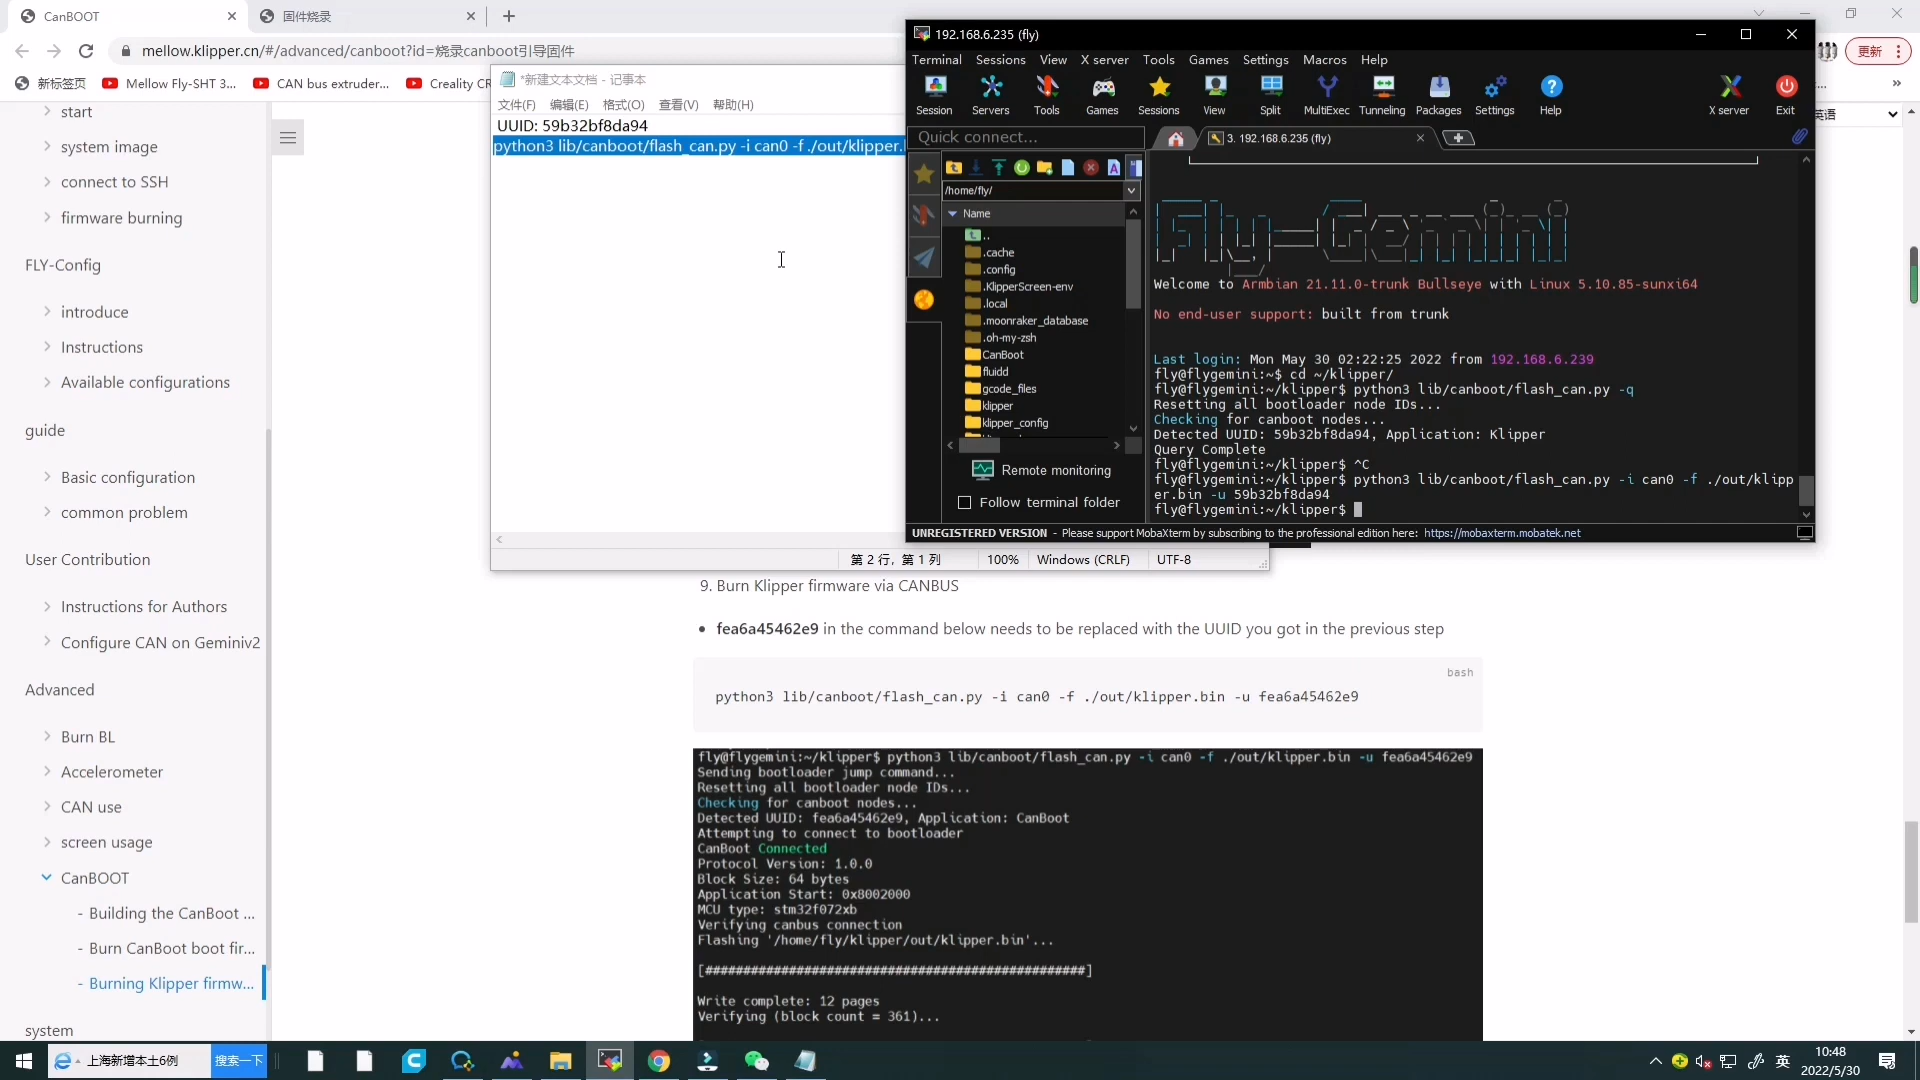 CanBOOT
固件烧录
mellow.klipper.cn/#/advanced/canboot?id=烧录canboot引导固件
更新
新标签页
Mellow Fly-SHT 3...
CAN bus extruder...
Creality CR
英语
start
system image
connect to SSH
firmware burning
FLY-Config
introduce
Instructions
Available configurations
guide
Basic configuration
common problem
User Contribution
Instructions for Authors
Configure CAN on Geminiv2
Advanced
Burn BL
Accelerometer
CAN use
screen usage
CanBOOT
- Building the CanBoot ...
- Burn CanBoot boot fir...
- Burning Klipper firmw...
system
*新建文本文档 - 记事本
文件(F) 编辑(E) 格式(O) 查看(V) 帮助(H)
UUID: 59b32bf8da94
python3 lib/canboot/flash_can.py -i can0 -f ./out/klipper.
第 2 行, 第 1 列 100% Windows (CRLF) UTF-8
192.168.6.235 (fly)
Terminal Sessions View X server Tools Games Settings Macros Help
Session Servers Tools Games Sessions View Split MultiExec Tunneling Packages Settings Help X server Exit
Quick connect...
3. 192.168.6.235 (fly)
/home/fly/
Name
..
.cache
.config
.KlipperScreen-env
.local
.moonraker_database
.oh-my-zsh
CanBoot
fluidd
gcode_files
klipper
klipper_config
Remote monitoring
Follow terminal folder
Fly-Gemini
Welcome to Armbian 21.11.0-trunk Bullseye with Linux 5.10.85-sunxi64
No end-user support: built from trunk
Last login: Mon May 30 02:22:25 2022 from 192.168.6.239
fly@flygemini:~$ cd ~/klipper/
fly@flygemini:~/klipper$ python3 lib/canboot/flash_can.py -q
Resetting all bootloader node IDs...
Checking for canboot nodes...
Detected UUID: 59b32bf8da94, Application: Klipper
Query Complete
fly@flygemini:~/klipper$ ^C
fly@flygemini:~/klipper$ python3 lib/canboot/flash_can.py -i can0 -f ./out/klipp
er.bin -u 59b32bf8da94
fly@flygemini:~/klipper$
UNREGISTERED VERSION - Please support MobaXterm by subscribing to the professional edition here: https://mobaxterm.mobatek.net
9. Burn Klipper firmware via CANBUS
fea6a45462e9 in the command below needs to be replaced with the UUID you got in the previous step
bash
python3 lib/canboot/flash_can.py -i can0 -f ./out/klipper.bin -u fea6a45462e9
fly@flygemini:~/klipper$ python3 lib/canboot/flash_can.py -i can0 -f ./out/klipper.bin -u fea6a45462e9
Sending bootloader jump command...
Resetting all bootloader node IDs...
Checking for canboot nodes...
Detected UUID: fea6a45462e9, Application: CanBoot
Attempting to connect to bootloader
CanBoot Connected
Protocol Version: 1.0.0
Block Size: 64 bytes
Application Start: 0x8002000
MCU type: stm32f072xb
Verifying canbus connection
Flashing '/home/fly/klipper/out/klipper.bin'...
[##################################################]
Write complete: 12 pages
Verifying (block count = 361)...
上海新增本土6例 搜索一下
英
10:48
2022/5/30